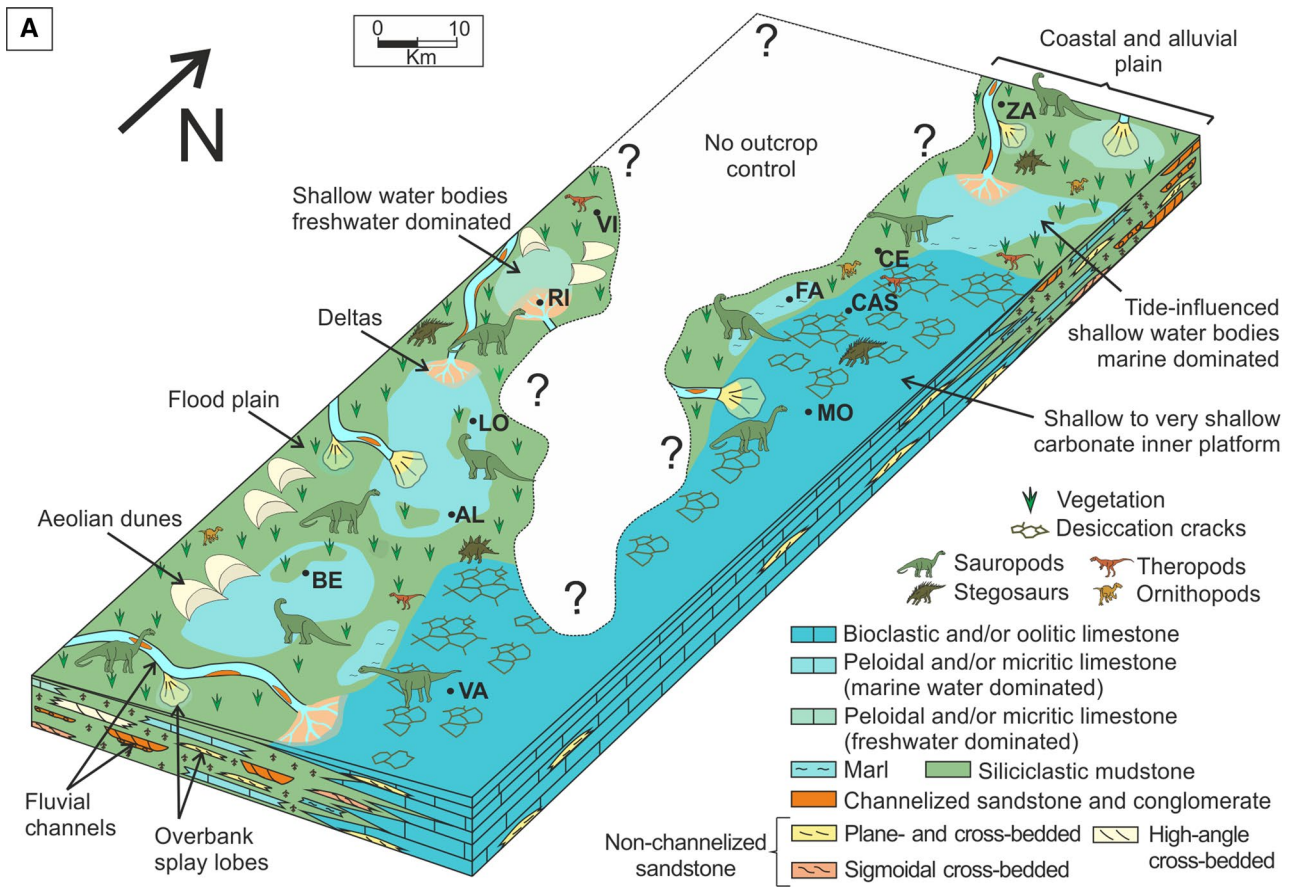 A
0 10
Km
N
?
Coastal and alluvial
plain
ZA
No outcrop
control
?
?
Shallow water bodies
freshwater dominated
VI
CE
RI
FA
CAS
Deltas
Tide-influenced
shallow water bodies
marine dominated
?
Flood plain
LO
MO
Shallow to very shallow
carbonate inner platform
?
Aeolian dunes
AL
BE
?
VA
Vegetation
Desiccation cracks
Sauropods
Theropods
Stegosaurs
Ornithopods
Bioclastic and/or oolitic limestone
Peloidal and/or micritic limestone
(marine water dominated)
Peloidal and/or micritic limestone
(freshwater dominated)
Marl
Siliciclastic mudstone
Channelized sandstone and conglomerate
Non-channelized
sandstone
Plane- and cross-bedded
High-angle
cross-bedded
Sigmoidal cross-bedded
Fluvial
channels
Overbank
splay lobes